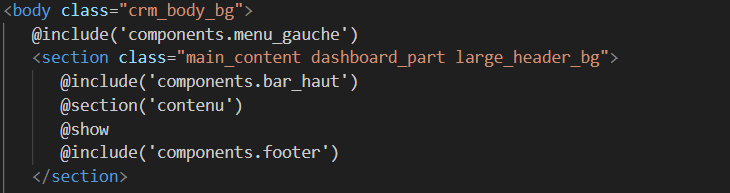 <body class="crm_body_bg">
@include('components.menu_gauche')
<section class="main_content dashboard_part large_header_bg">
@include('components.bar_haut')
@section('contenu')
@show
@include('components.footer')
</section>